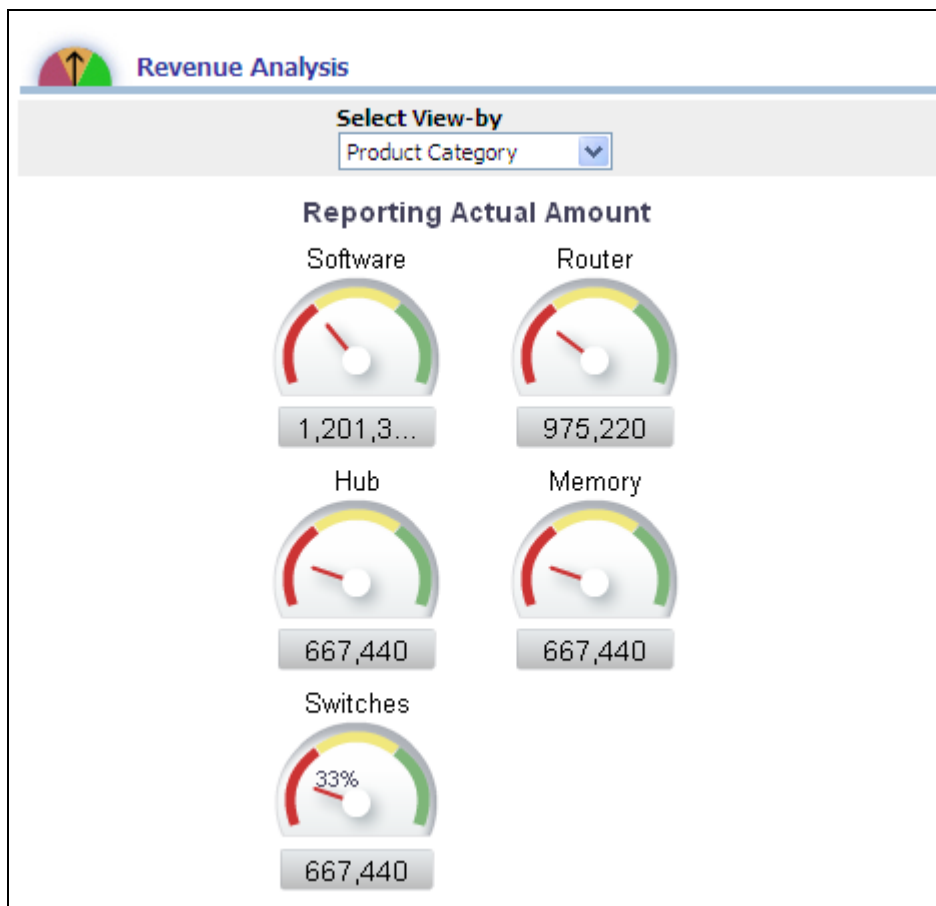 Revenue Analysis
Select View-by
Product Category
Reporting Actual Amount
Software Router
1,201,3... 975,220
Hub Memory
667,440 667,440
Switches
33%
667,440